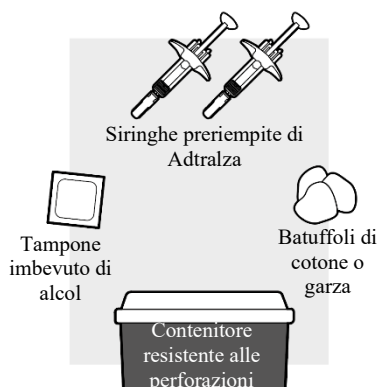 Siringhe preriempite di
Adtralza
Tampone
imbevuto di
alcol
Batuffoli di
cotone o
garza
Contenitore
resistente alle
perforazioni